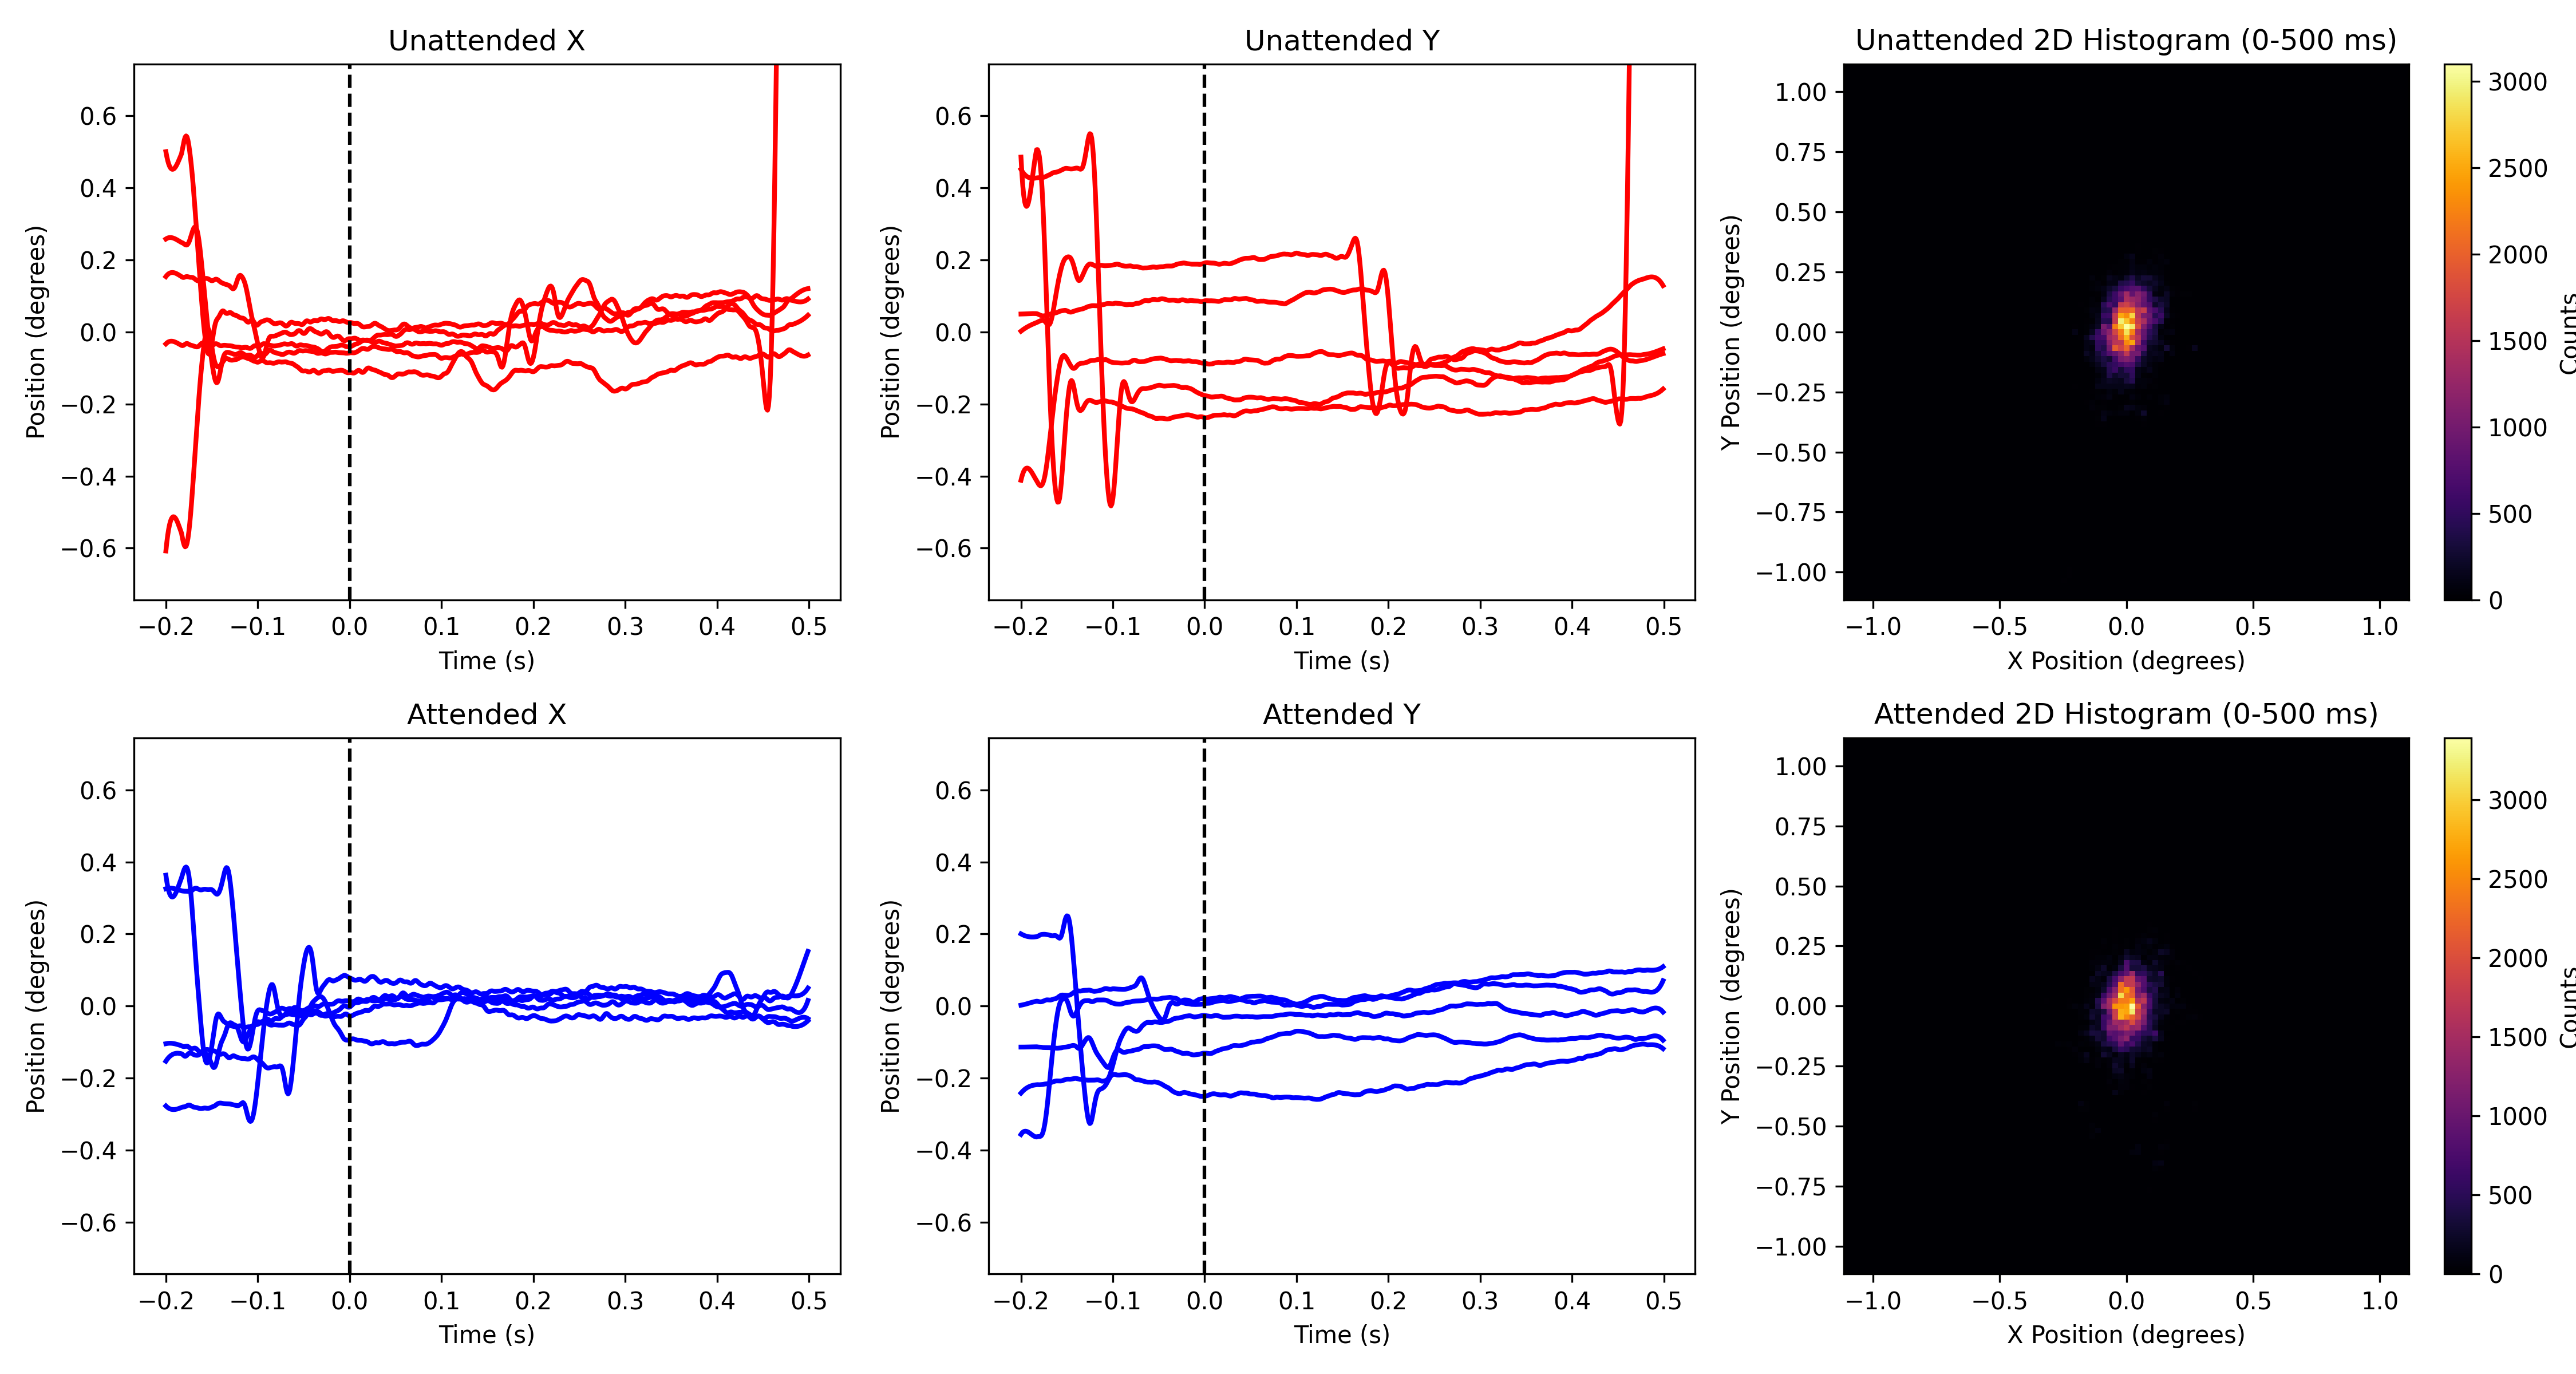 Unattended X
Position (degrees)
0.6
0.4
0.2
0.0
−0.2
−0.4
−0.6
−0.2 −0.1 0.0 0.1 0.2 0.3 0.4 0.5
Time (s)
Unattended Y
Position (degrees)
0.6
0.4
0.2
0.0
−0.2
−0.4
−0.6
−0.2 −0.1 0.0 0.1 0.2 0.3 0.4 0.5
Time (s)
Unattended 2D Histogram (0-500 ms)
Y Position (degrees)
1.00
0.75
0.50
0.25
0.00
−0.25
−0.50
−0.75
−1.00
−1.0 −0.5 0.0 0.5 1.0
X Position (degrees)
3000
2500
2000
1500
1000
500
0
Counts
Attended X
Position (degrees)
0.6
0.4
0.2
0.0
−0.2
−0.4
−0.6
−0.2 −0.1 0.0 0.1 0.2 0.3 0.4 0.5
Time (s)
Attended Y
Position (degrees)
0.6
0.4
0.2
0.0
−0.2
−0.4
−0.6
−0.2 −0.1 0.0 0.1 0.2 0.3 0.4 0.5
Time (s)
Attended 2D Histogram (0-500 ms)
Y Position (degrees)
1.00
0.75
0.50
0.25
0.00
−0.25
−0.50
−0.75
−1.00
−1.0 −0.5 0.0 0.5 1.0
X Position (degrees)
3000
2500
2000
1500
1000
500
0
Counts